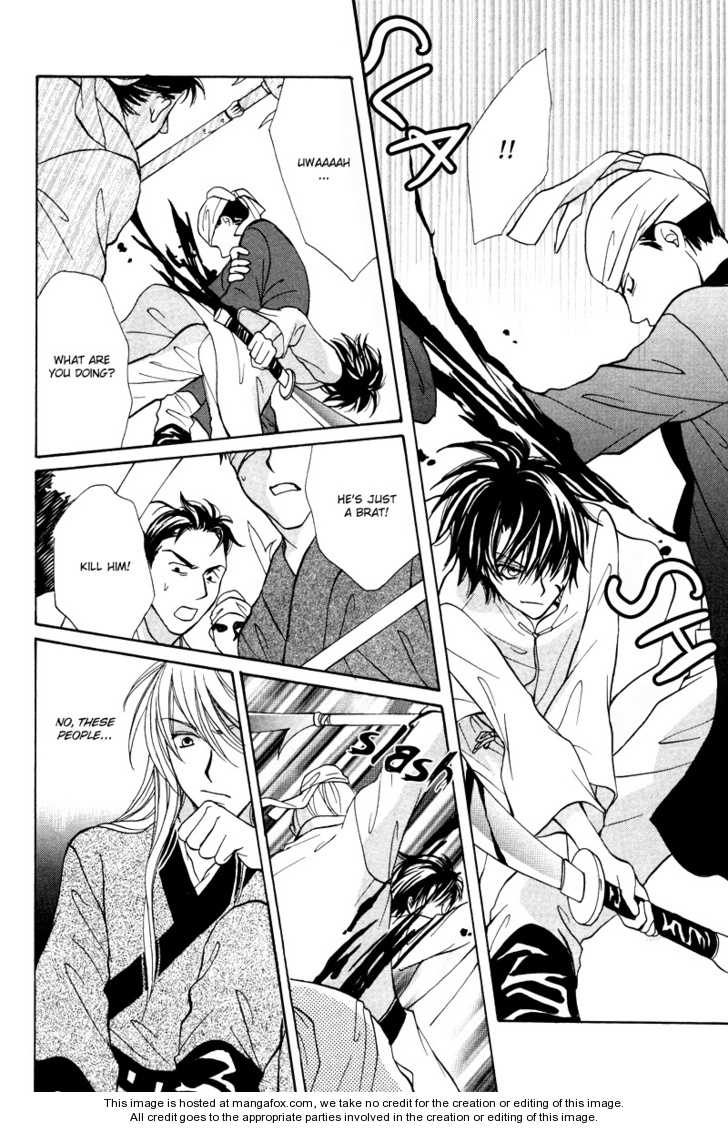 !!
SLA
SH
UWAAAAH
...
WHAT ARE
YOU DOING?
HE'S JUST
A BRAT!
KILL HIM!
slash
NO, THESE
PEOPLE...
This image is hosted at mangafox.com, we take no credit for the creation or editing of this image.
All credit goes to the appropriate parties involved in the creation or editing of this image.